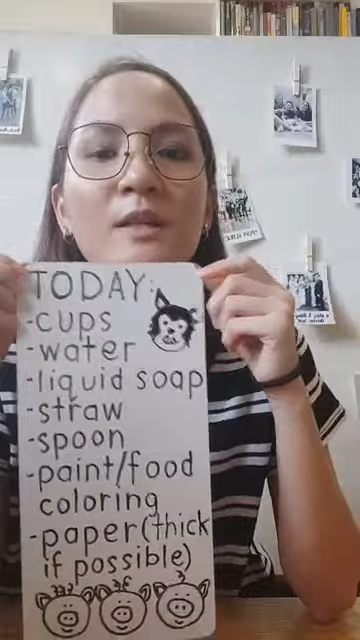 TODAY:
-cups
-water
-liquid soap
-straw
-spoon
-paint/food
coloring
-paper(thick
if possible)